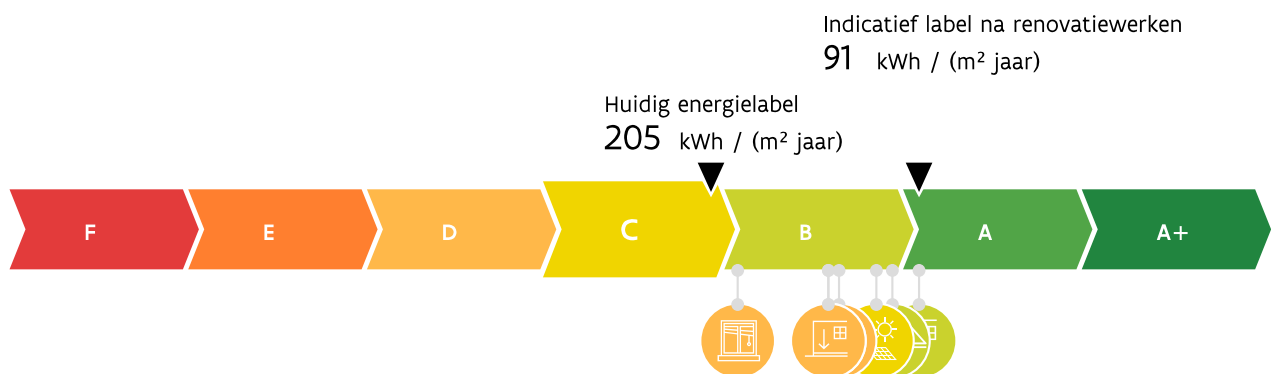 Indicatief label na renovatiewerken
91 kWh / (m² jaar)
Huidig energielabel
205 kWh / (m² jaar)
F E D C B A A+